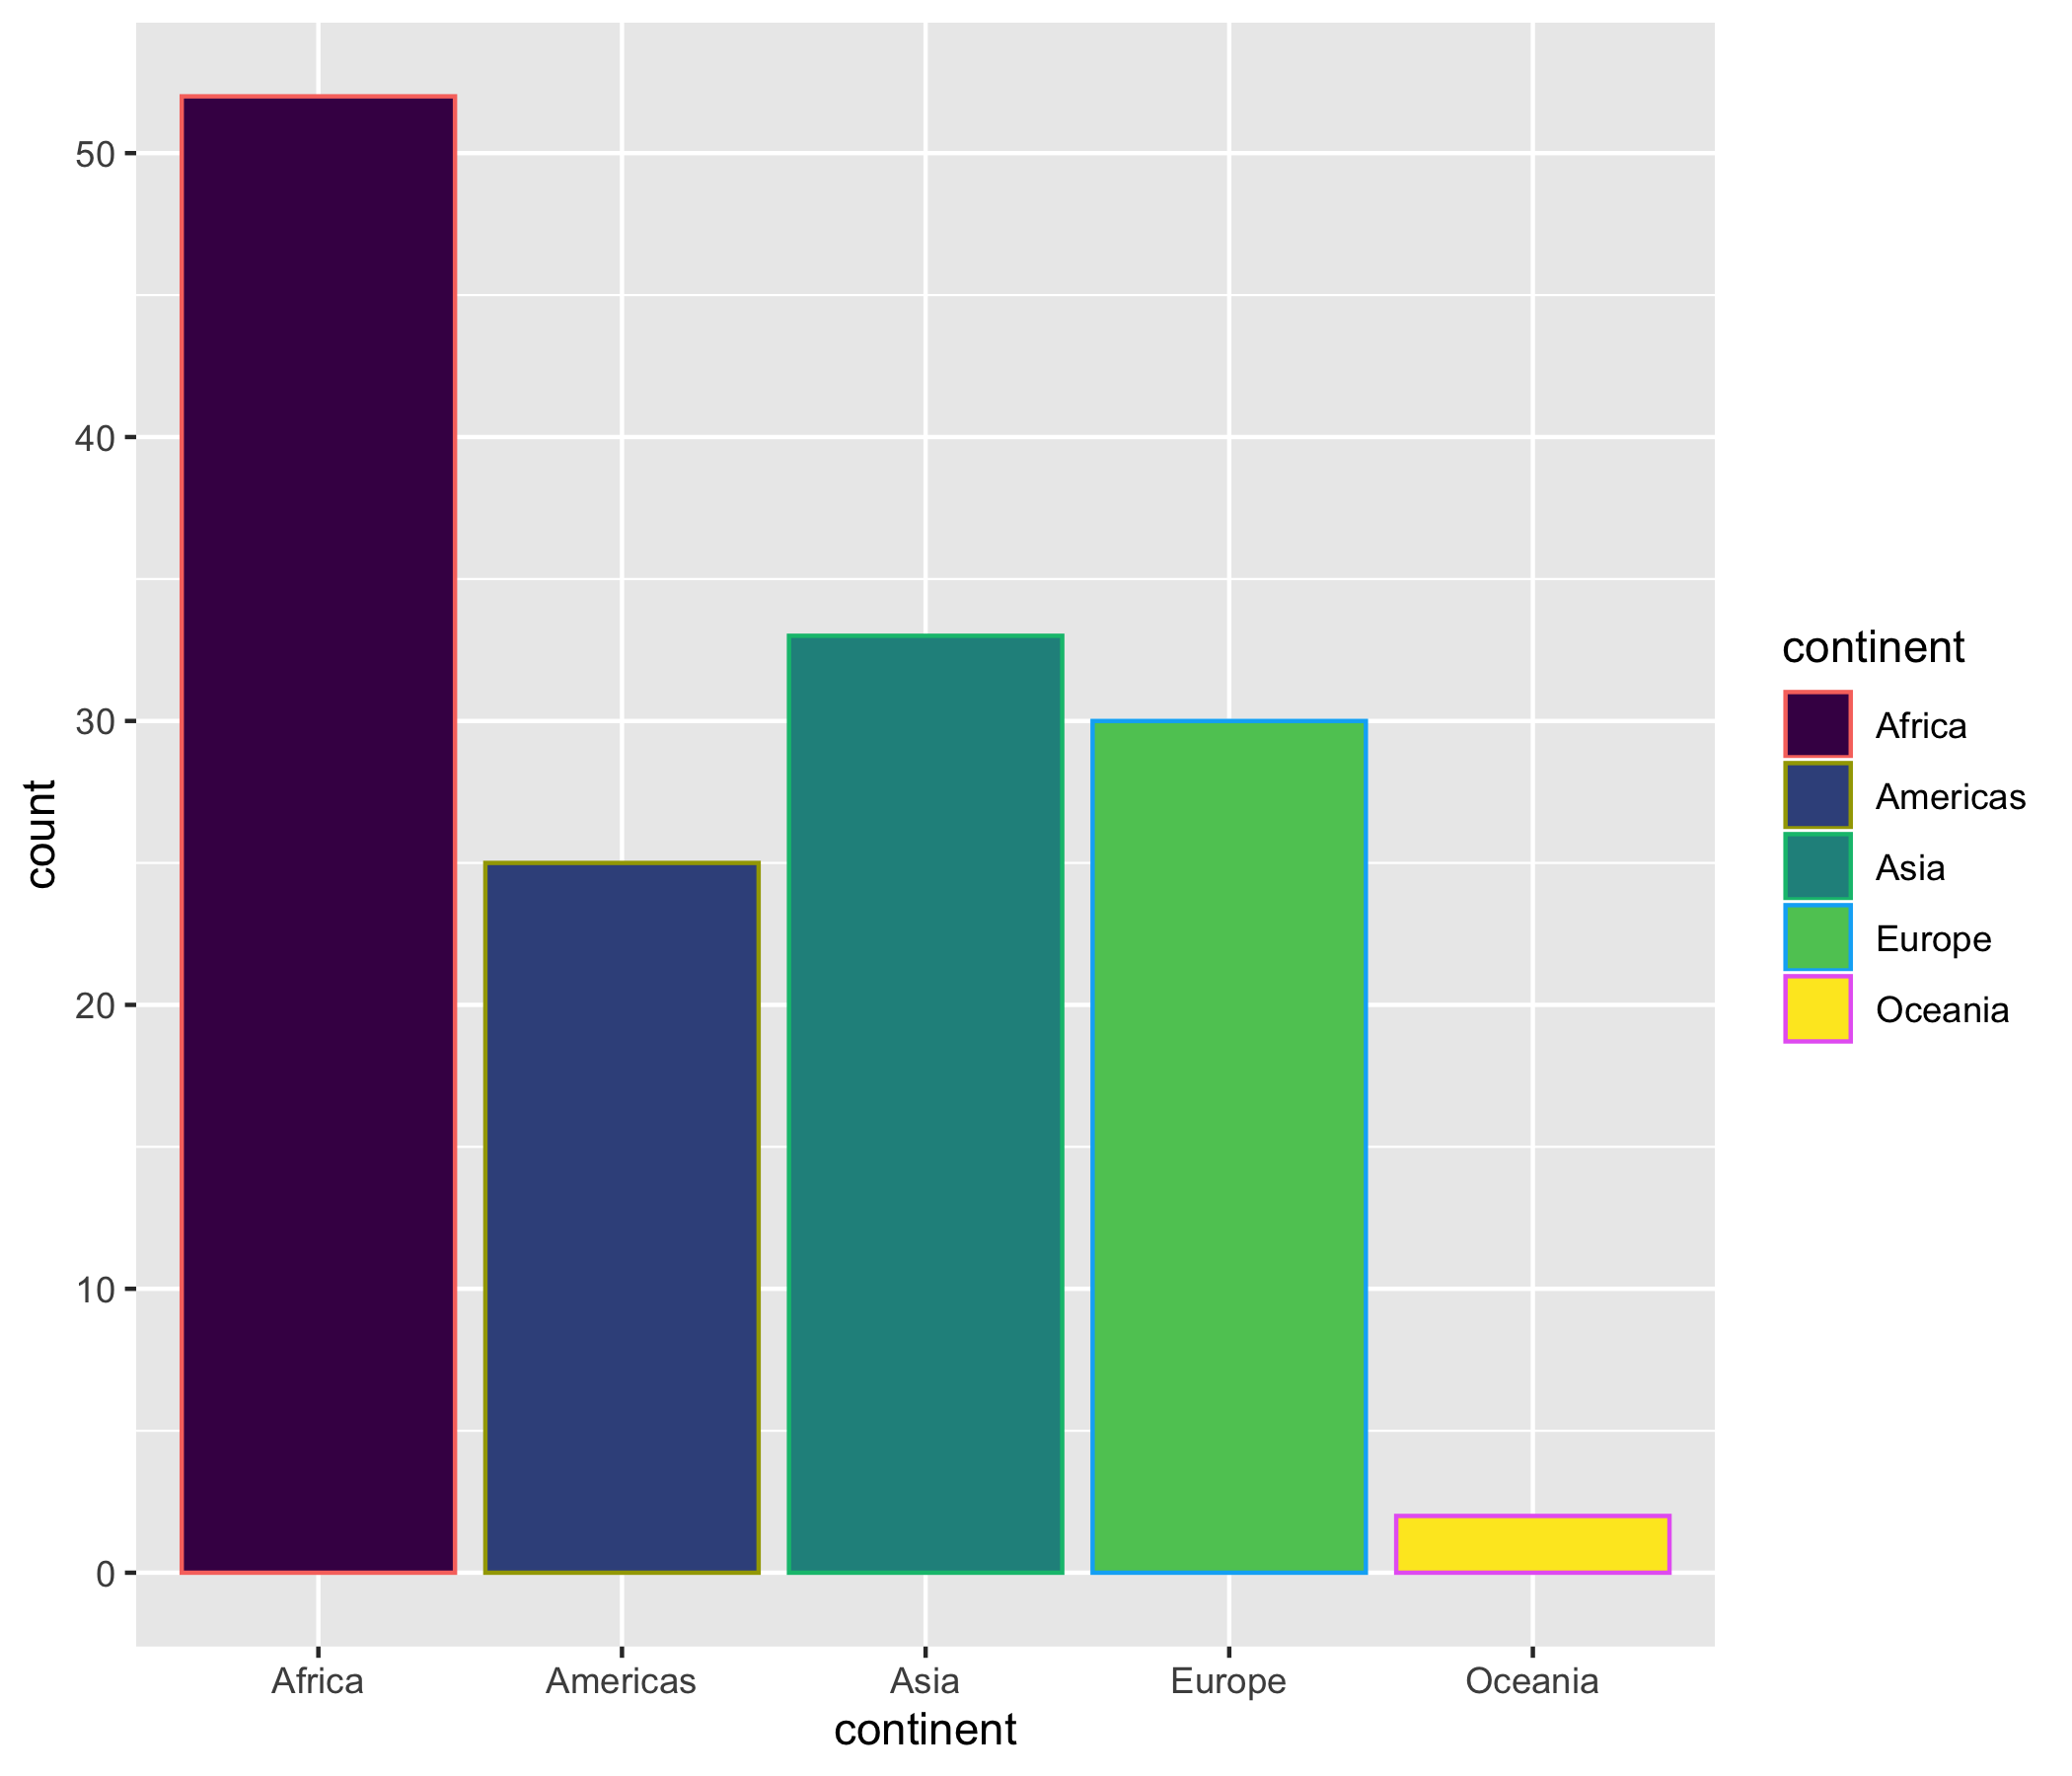 count
50
40
30
20
10
0
Africa Americas Asia Europe Oceania
continent
continent
Africa
Americas
Asia
Europe
Oceania